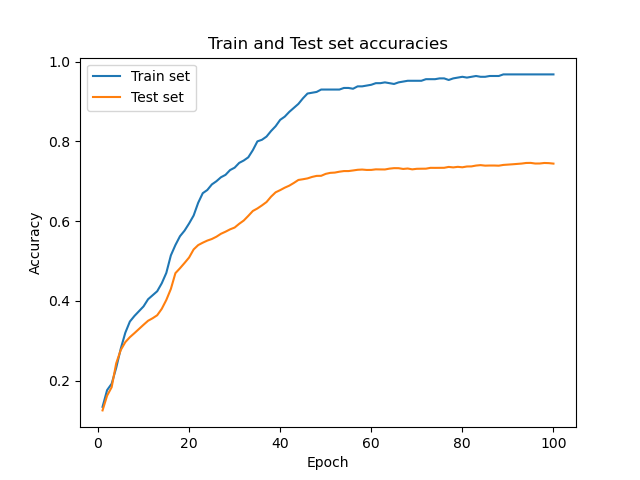 Train and Test set accuracies
Train set
Test set
1.0
0.8
0.6
0.4
0.2
Accuracy
0 20 40 60 80 100
Epoch